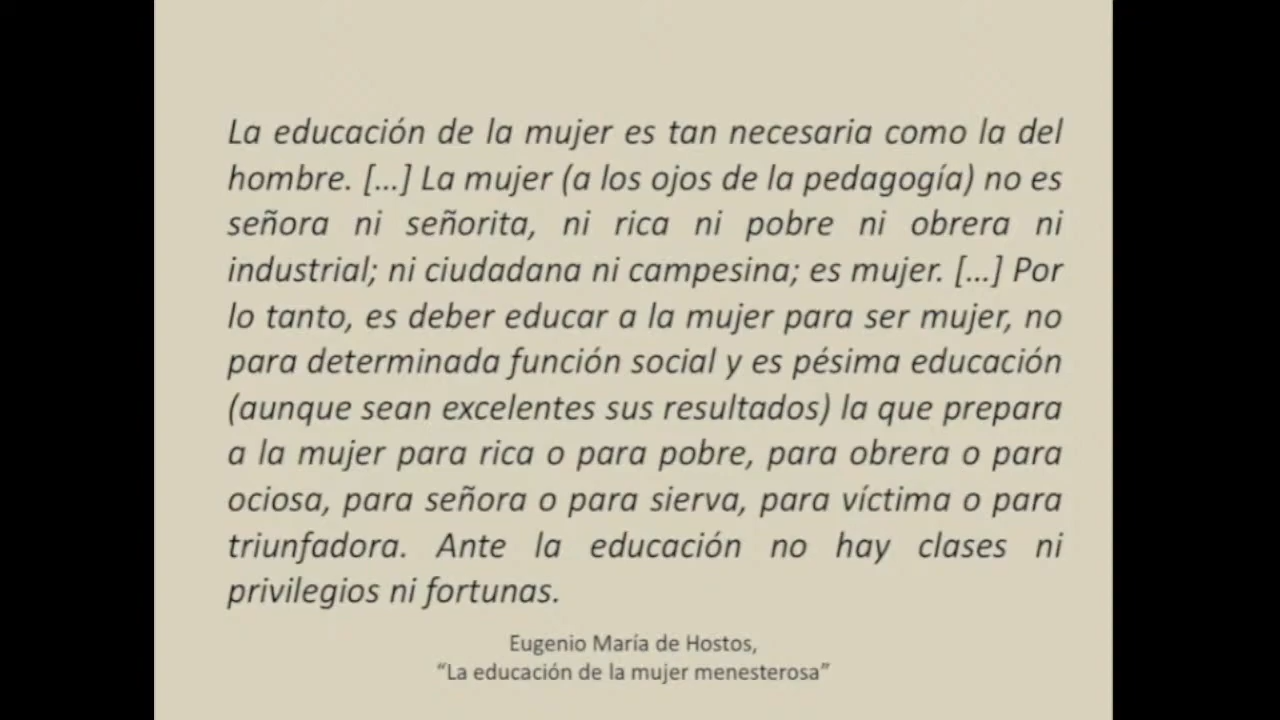 La educación de la mujer es tan necesaria como la del
hombre. [...] La mujer (a los ojos de la pedagogía) no es
señora ni señorita, ni rica ni pobre ni obrera ni
industrial; ni ciudadana ni campesina; es mujer. [...] Por
lo tanto, es deber educar a la mujer para ser mujer, no
para determinada función social y es pésima educación
(aunque sean excelentes sus resultados) la que prepara
a la mujer para rica o para pobre, para obrera o para
ociosa, para señora o para sierva, para víctima o para
triunfadora. Ante la educación no hay clases ni
privilegios ni fortunas.
Eugenio María de Hostos,
“La educación de la mujer menesterosa”